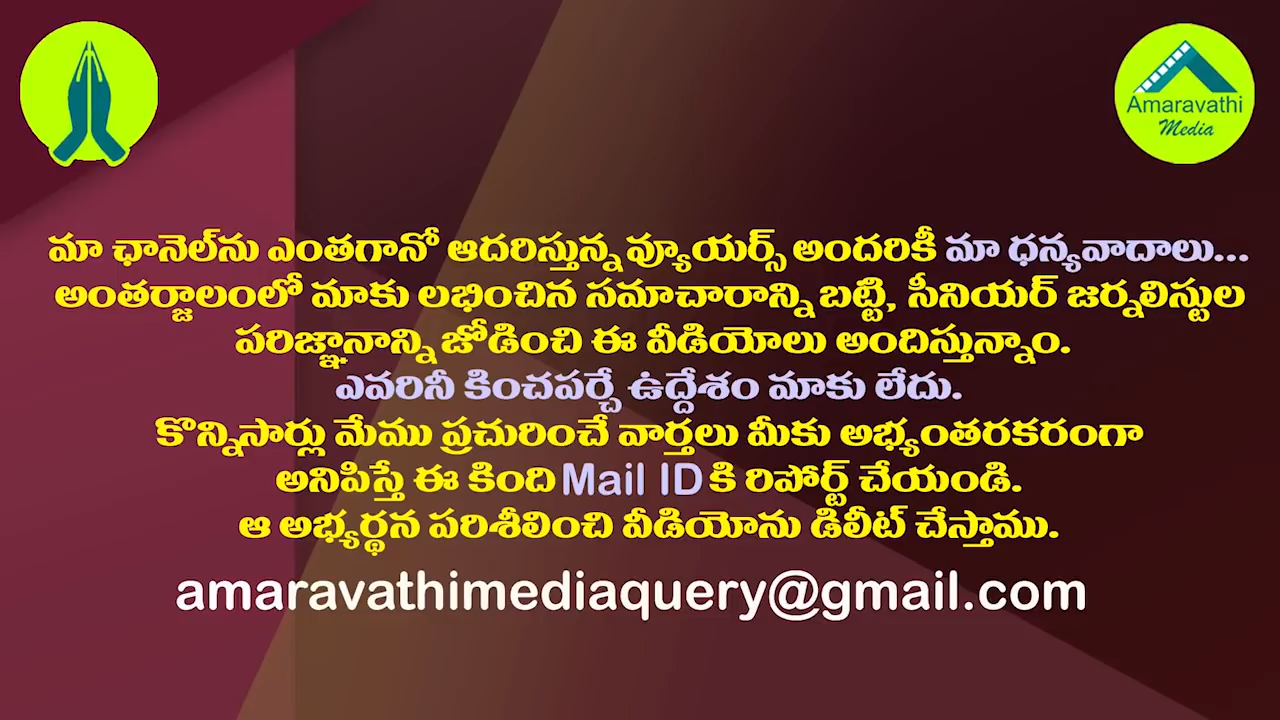 Amaravathi
Media
మా ఛానెల్‌ను ఎంతగానో ఆదరిస్తున్న వ్యూయర్స్ అందరికీ మా ధన్యవాదాలు...
అంతర్జాలంలో మాకు లభించిన సమాచారాన్ని బట్టి, సీనియర్ జర్నలిస్టుల
పరిజ్ఞానాన్ని జోడించి ఈ వీడియోలు అందిస్తున్నాం.
ఎవరినీ కించపర్చే ఉద్దేశం మాకు లేదు.
కొన్నిసార్లు మేము ప్రచురించే వార్తలు మీకు అభ్యంతరకరంగా
అనిపిస్తే ఈ కింది Mail ID కి రిపోర్ట్ చేయండి.
ఆ అభ్యర్థన పరిశీలించి వీడియోను డిలీట్ చేస్తాము.
amaravathimediaquery@gmail.com